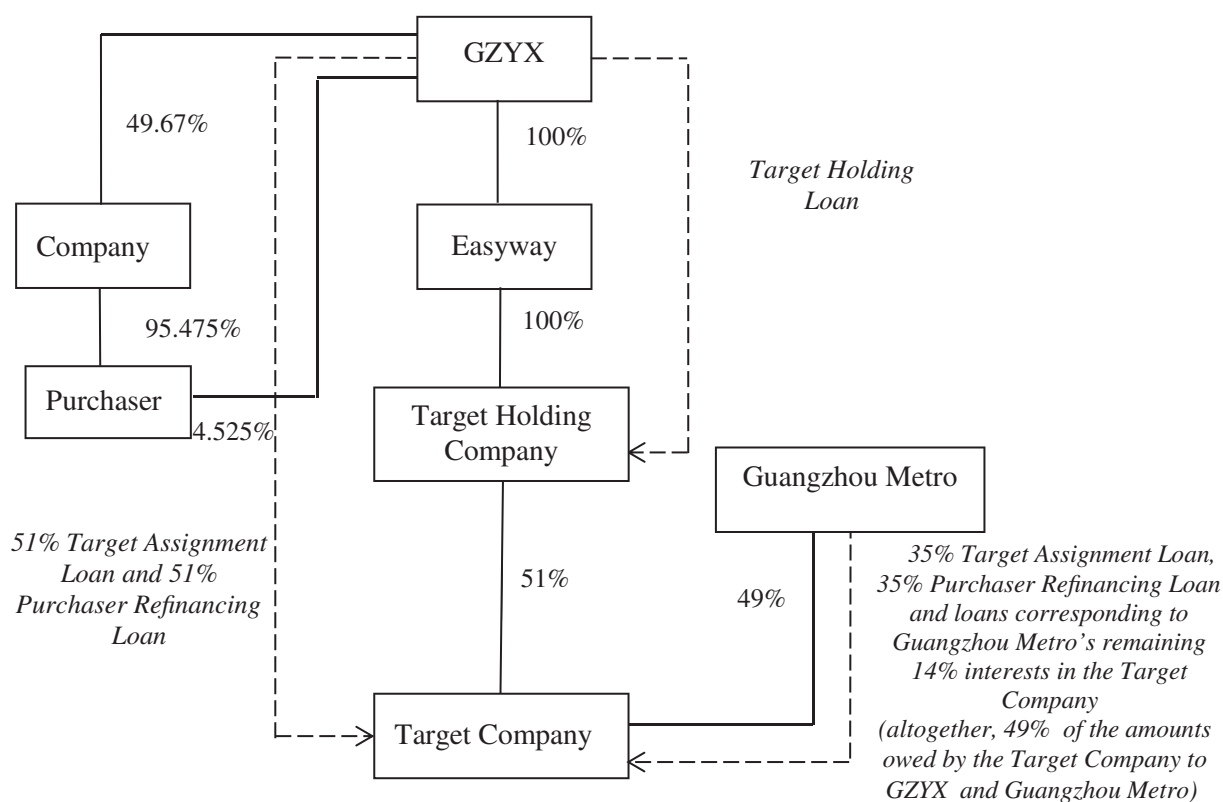 GZYX
49.67%
100%
Target Holding
Loan
Company
Easyway
95.475%
100%
Purchaser
4.525%
Target Holding
Company
Guangzhou Metro
51% Target Assignment
Loan and 51%
Purchaser Refinancing
Loan
51%
49%
35% Target Assignment Loan,
35% Purchaser Refinancing Loan
and loans corresponding to
Guangzhou Metro’s remaining
14% interests in the Target
Company
(altogether, 49% of the amounts
owed by the Target Company to
GZYX and Guangzhou Metro)
Target Company